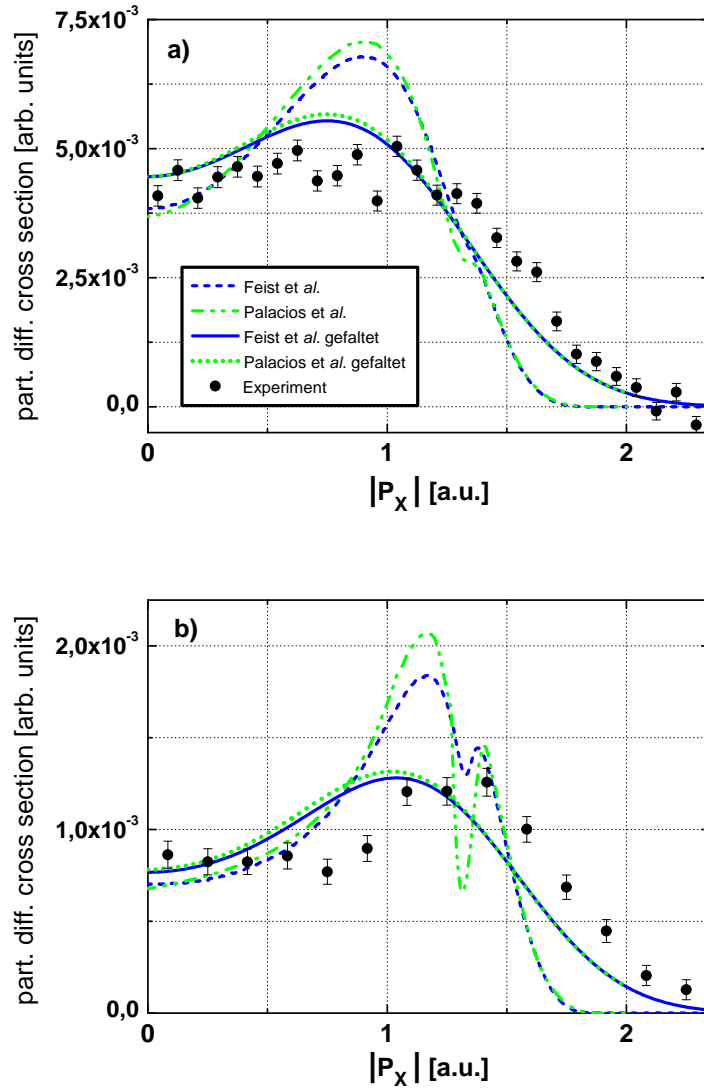 7,5x10⁻³
a)
5,0x10⁻³
2,5x10⁻³
0,0
part. diff. cross section [arb. units]
Feist et al.
Palacios et al.
Feist et al. gefaltet
Palacios et al. gefaltet
Experiment
0
1
2
|P_X| [a.u.]
b)
2,0x10⁻³
1,0x10⁻³
0,0
part. diff. cross section [arb. units]
0
1
2
|P_X| [a.u.]